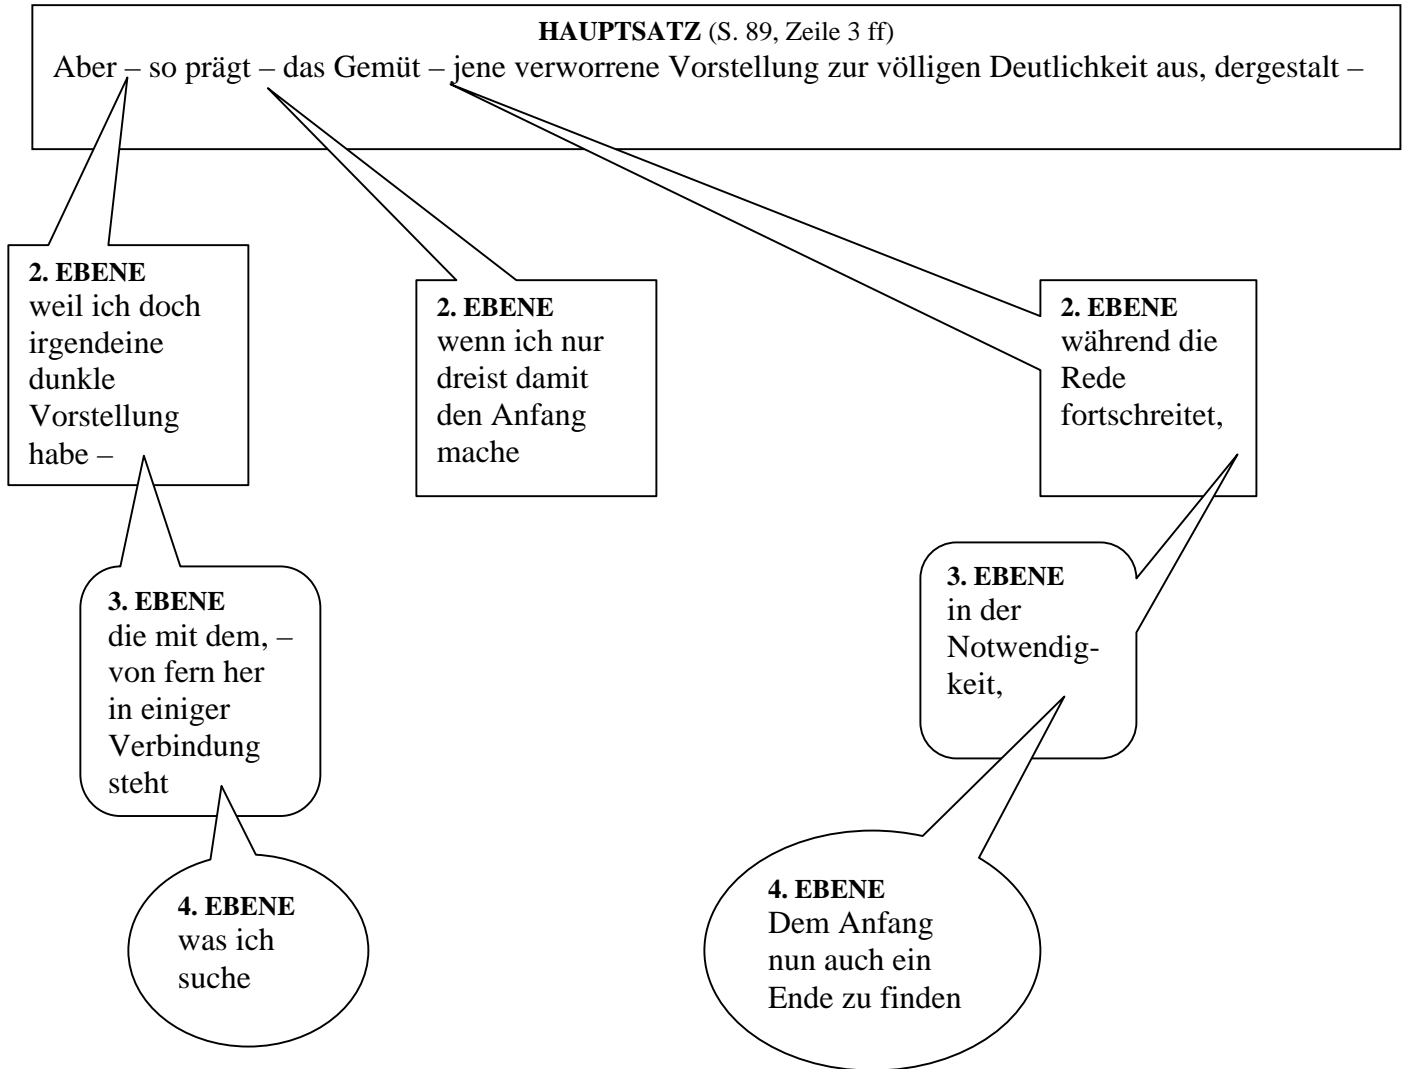 HAUPTSATZ (S. 89, Zeile 3 ff)
Aber – so prägt – das Gemüt – jene verworrene Vorstellung zur völligen Deutlichkeit aus, dergestalt –
2. EBENE
weil ich doch
irgendeine
dunkle
Vorstellung
habe –
2. EBENE
wenn ich nur
dreist damit
den Anfang
mache
2. EBENE
während die
Rede
fortschreitet,
3. EBENE
die mit dem, –
von fern her
in einiger
Verbindung
steht
3. EBENE
in der
Notwendig-
keit,
4. EBENE
was ich
suche
4. EBENE
Dem Anfang
nun auch ein
Ende zu finden